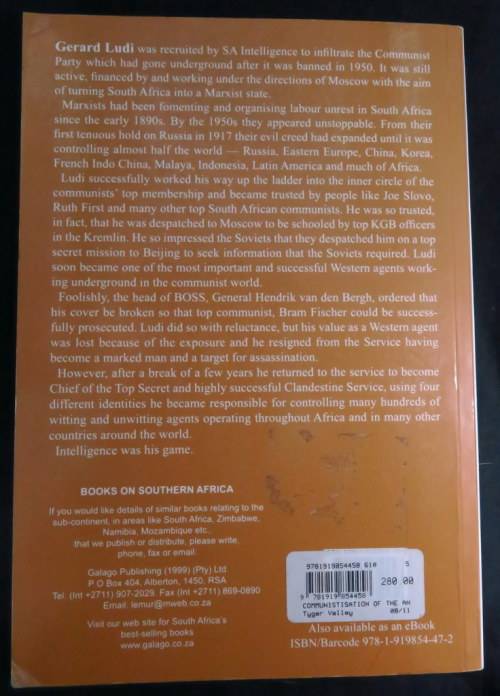 Gerard Ludi was recruited by SA Intelligence to infiltrate the Communist
Party which had gone underground after it was banned in 1950. It was still
active, financed by and working under the directions of Moscow with the aim
of turning South Africa into a Marxist state.
Marxists had been fomenting and organising labour unrest in South Africa
since the early 1890s. By the 1950s they appeared unstoppable. From their
first tenuous hold on Russia in 1917 their evil creed had expanded until it was
controlling almost half the world — Russia, Eastern Europe, China, Korea,
French Indo China, Malaya, Indonesia, Latin America and much of Africa.
Ludi successfully worked his way up the ladder into the inner circle of the
communists' top membership and became trusted by people like Joe Slovo,
Ruth First and many other top South African communists. He was so trusted,
in fact, that he was despatched to Moscow to be schooled by top KGB officers
in the Kremlin. He so impressed the Soviets that they despatched him on a top
secret mission to Beijing to seek information that the Soviets required. Ludi
soon became one of the most important and successful Western agents work-
ing underground in the communist world.
Foolishly, the head of BOSS, General Hendrik van den Bergh, ordered that
his cover be broken so that top communist, Bram Fischer could be success-
fully prosecuted. Ludi did so with reluctance, but his value as a Western agent
was lost because of the exposure and he resigned from the Service having
become a marked man and a target for assassination.
However, after a break of a few years he returned to the service to become
Chief of the Top Secret and highly successful Clandestine Service, using four
different identities he became responsible for controlling many hundreds of
witting and unwitting agents operating throughout Africa and in many other
countries around the world.
Intelligence was his game.
BOOKS ON SOUTHERN AFRICA
If you would like details of similar books relating to the
sub-continent, in areas like South Africa, Zimbabwe,
Namibia, Mozambique etc.,
that we publish or distribute, please write,
phone, fax or email.
Galago Publishing (1999) (Pty) Ltd
P O Box 404, Alberton, 1450, RSA
Tel. (Int +2711) 907-2029. Fax (Int +2711) 869-0890
Email. lemur@mweb.co.za
Visit our web site for South Africa's
best-selling books
www.galago.co.za
9781919854458 61# 5
280.00
9 781919 854458
COMMUNISTISATION OF THE AN
Tyger Valley 08/11
Also available as an eBook
ISBN/Barcode 978-1-919854-47-2